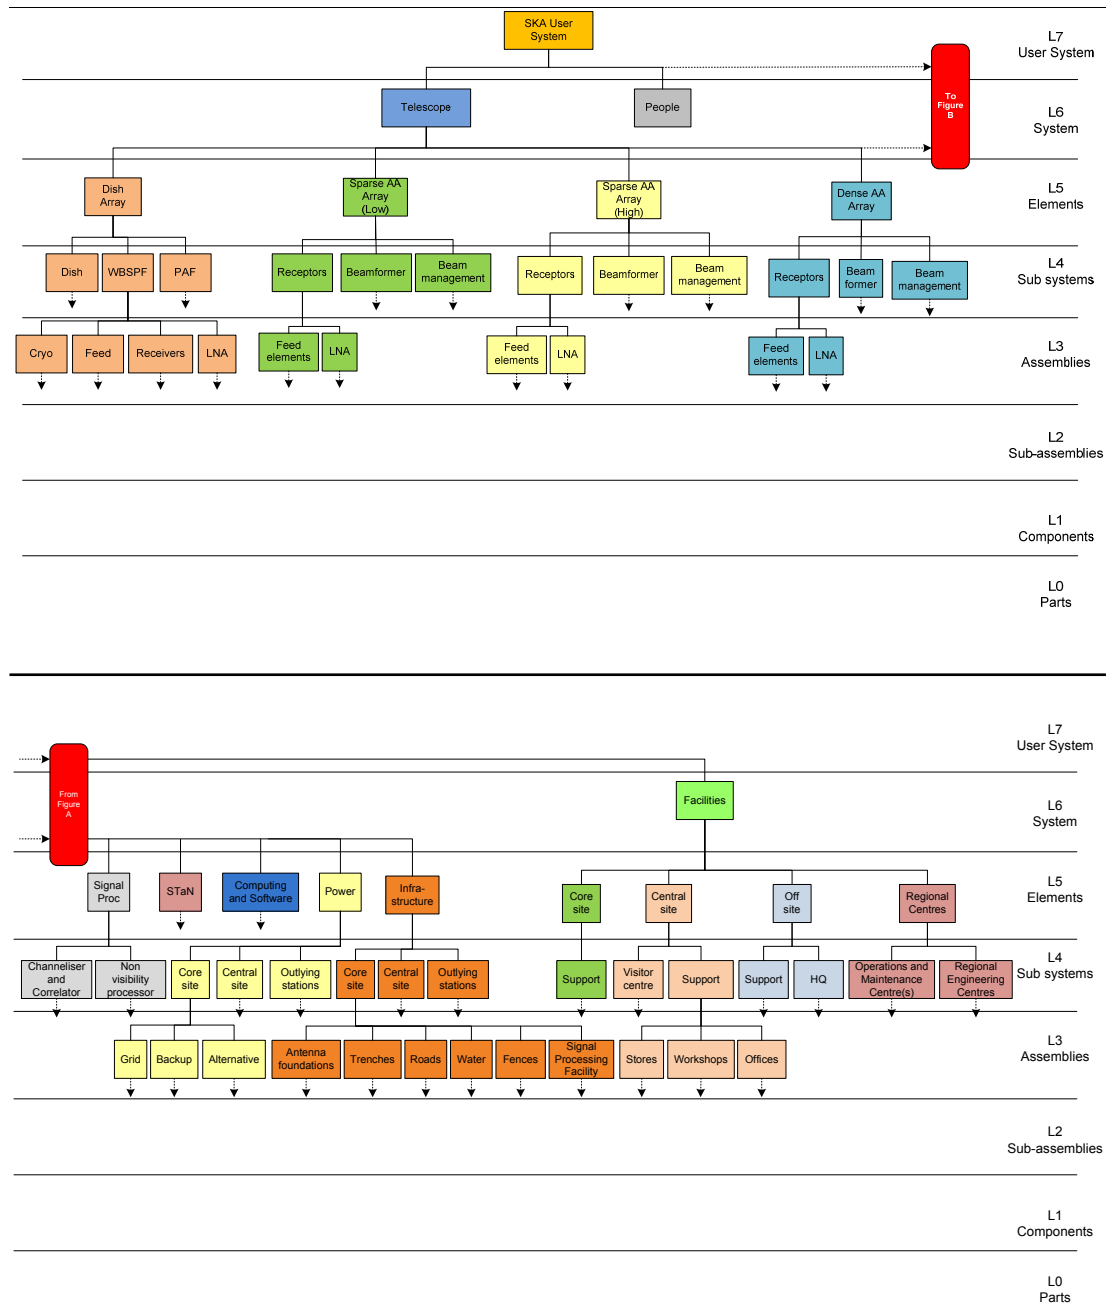 SKA User
System
L7
User System
To
Figure
B
Telescope
People
L6
System
Dish
Array
Sparse AA
Array
(Low)
Sparse AA
Array
(High)
Dense AA
Array
L5
Elements
Dish
WBSPF
PAF
Receptors
Beamformer
Beam
management
Receptors
Beamformer
Beam
management
Receptors
Beam
former
Beam
management
L4
Sub systems
Cryo
Feed
Receivers
LNA
Feed
elements
LNA
Feed
elements
LNA
Feed
elements
LNA
L3
Assemblies
L2
Sub-assemblies
L1
Components
L0
Parts
L7
User System
From
Figure
A
Facilities
L6
System
Signal
Proc
STaN
Computing
and Software
Power
Infra-
structure
Core
site
Central
site
Off
site
Regional
Centres
L5
Elements
Channeliser
and
Correlator
Non
visibility
processor
Core
site
Central
site
Outlying
stations
Core
site
Central
site
Outlying
stations
Support
Visitor
centre
Support
Support
HQ
Operations and
Maintenance
Centre(s)
Regional
Engineering
Centres
L4
Sub systems
Grid
Backup
Alternative
Antenna
foundations
Trenches
Roads
Water
Fences
Signal
Processing
Facility
Stores
Workshops
Offices
L3
Assemblies
L2
Sub-assemblies
L1
Components
L0
Parts